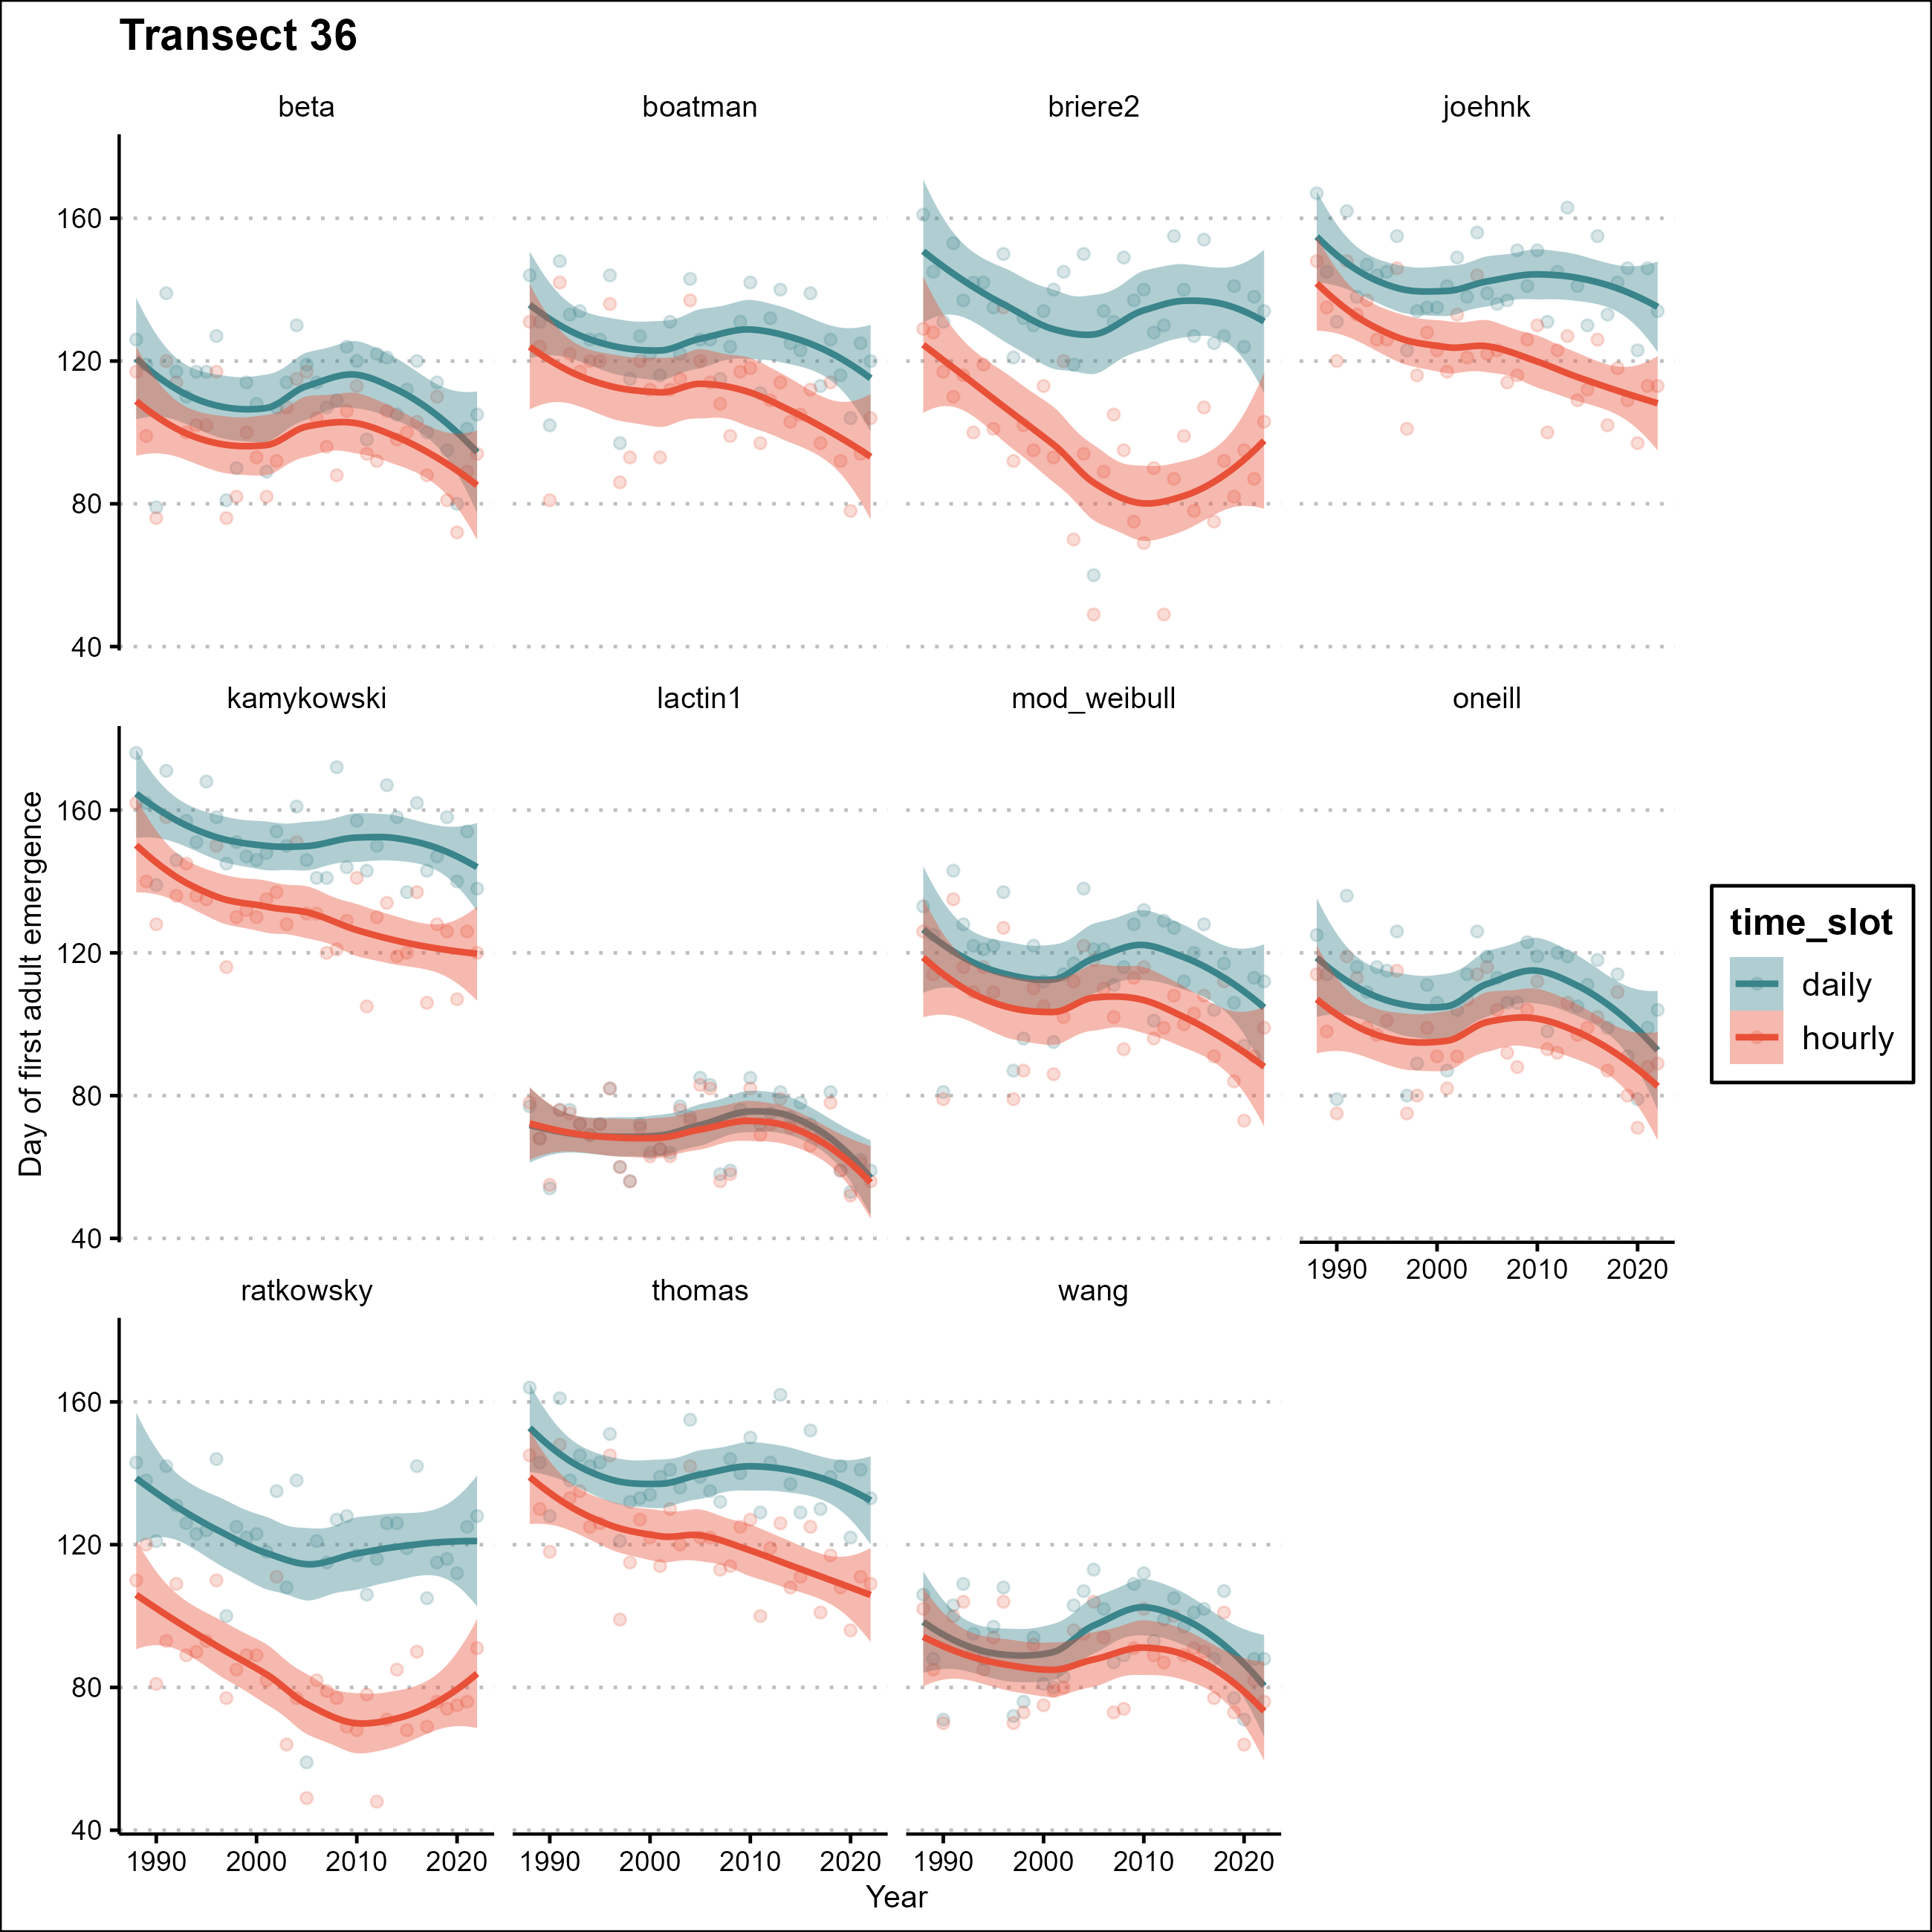 Transect 36
beta boatman briere2 joehnk
160
120
80
40
kamykowski lactin1 mod_weibull oneill
160
120
80
40
1990 2000 2010 2020
ratkowsky thomas wang
160
120
80
40
1990 2000 2010 2020 1990 2000 2010 2020 1990 2000 2010 2020
Year
Day of first adult emergence
time_slot
daily
hourly